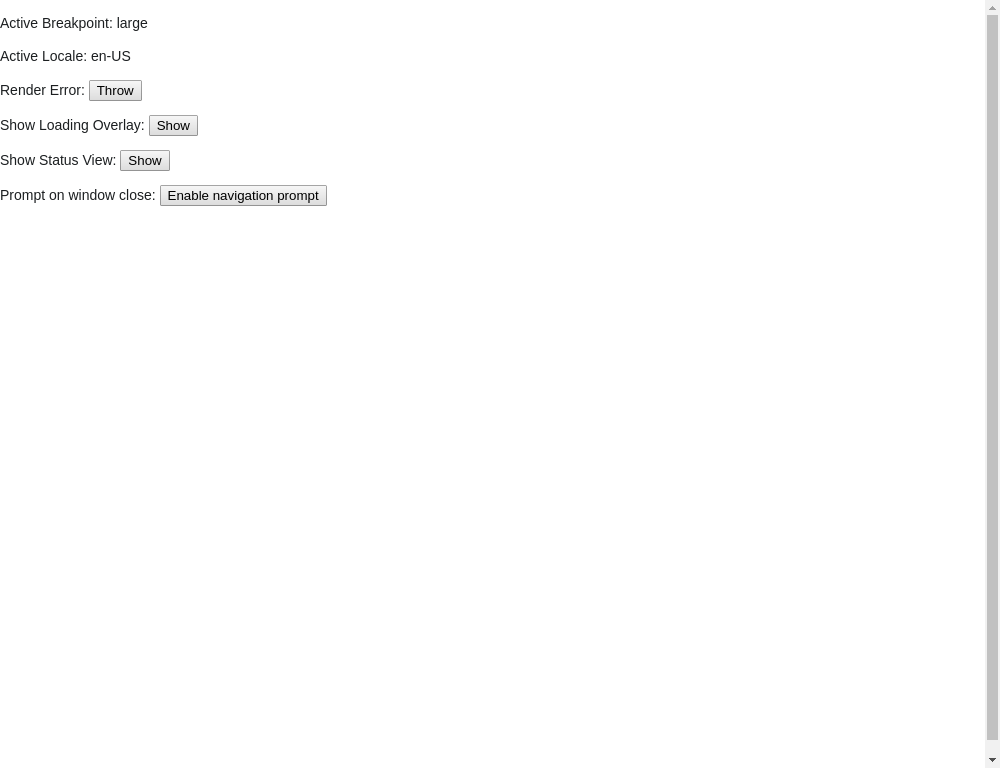 Active Breakpoint: large
Active Locale: en-US
Render Error: Throw
Show Loading Overlay: Show
Show Status View: Show
Prompt on window close: Enable navigation prompt